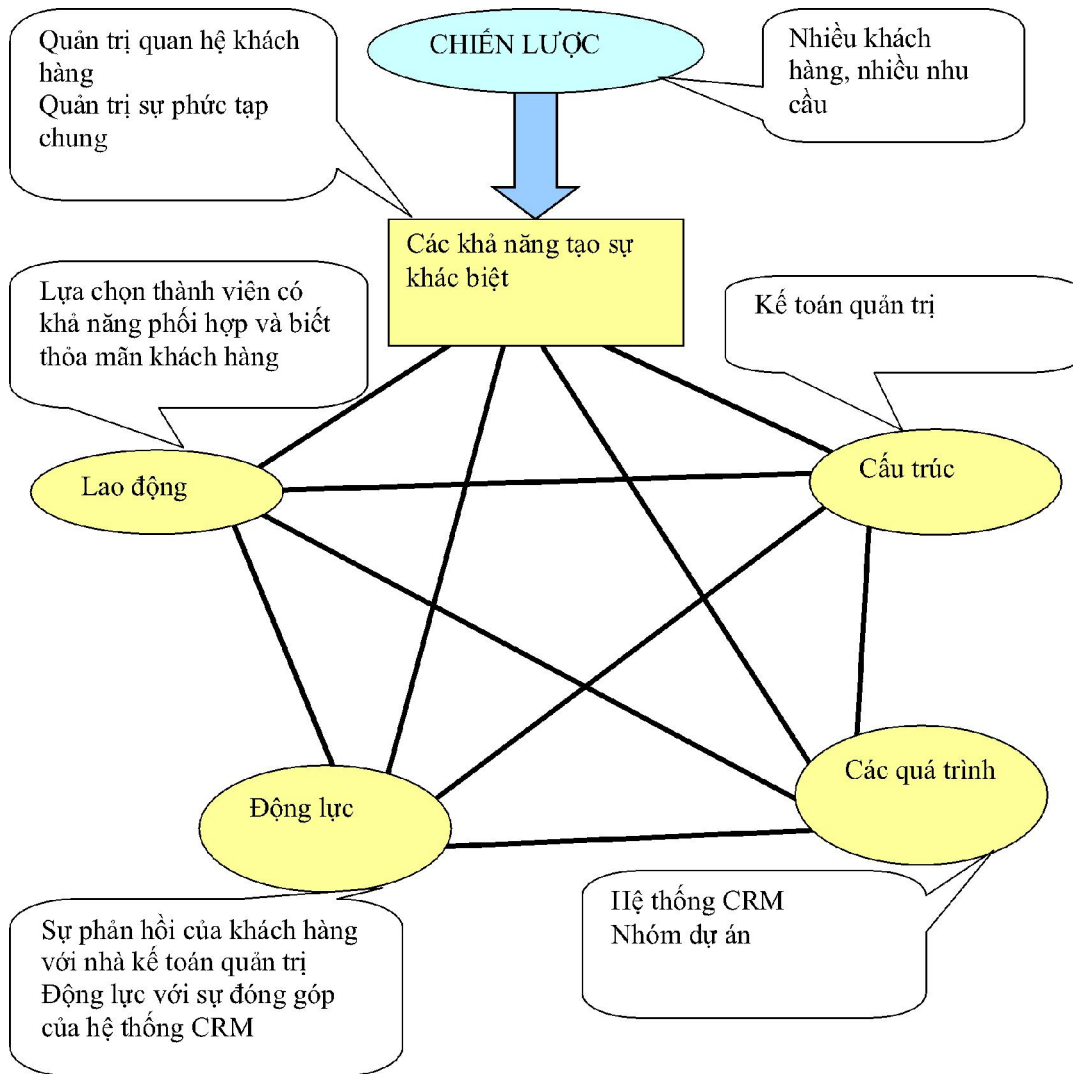 Quản trị quan hệ khách
hàng
Quản trị sự phức tạp
chung
CHIẾN LƯỢC
Nhiều khách
hàng, nhiều nhu
cầu
Các khả năng tạo sự
khác biệt
Lựa chọn thành viên có
khả năng phối hợp và biết
thỏa mãn khách hàng
Kế toán quản trị
Lao động
Cấu trúc
Động lực
Các quá trình
Sự phản hồi của khách hàng
với nhà kế toán quản trị
Động lực với sự đóng góp
của hệ thống CRM
Hệ thống CRM
Nhóm dự án